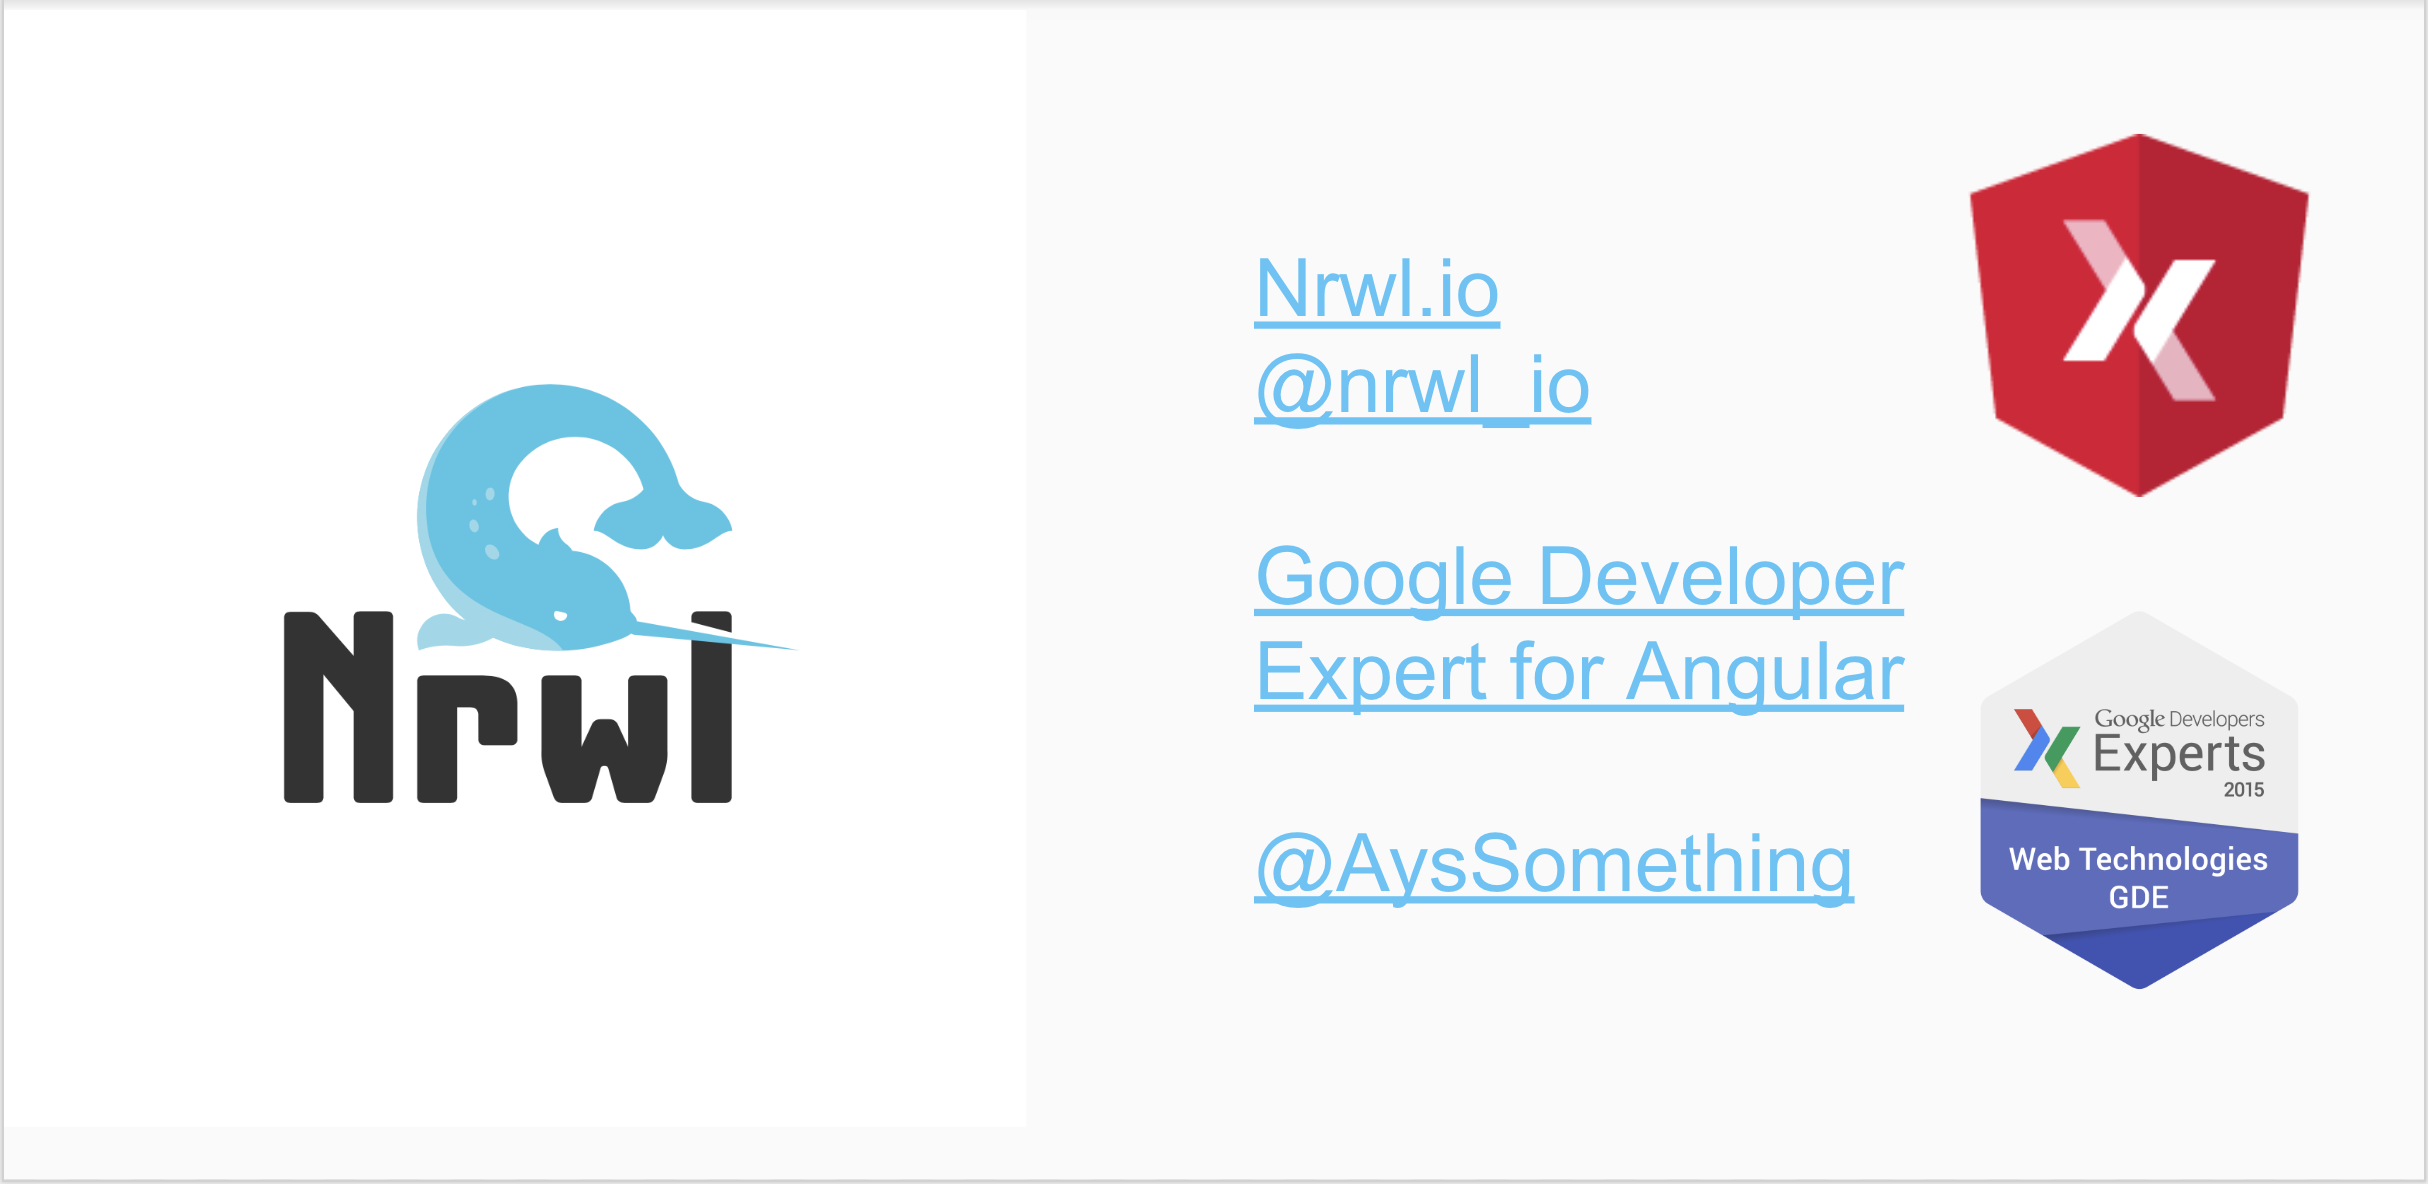 Nrwl
Nrwl.io
@nrwl_io
Google Developer
Expert for Angular
@AysSomething
Google Developers
Experts
2015
Web Technologies
GDE